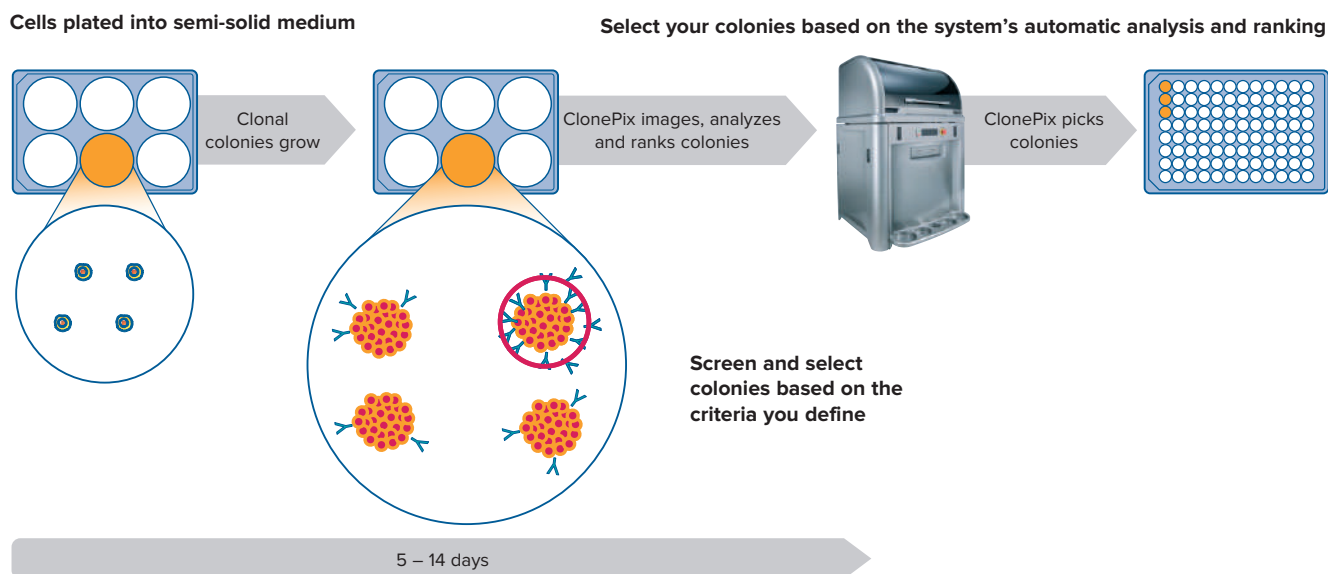 Cells plated into semi-solid medium
Select your colonies based on the system’s automatic analysis and ranking
Clonal
colonies grow
ClonePix images, analyzes
and ranks colonies
ClonePix picks
colonies
Screen and select
colonies based on the
criteria you define
5 – 14 days